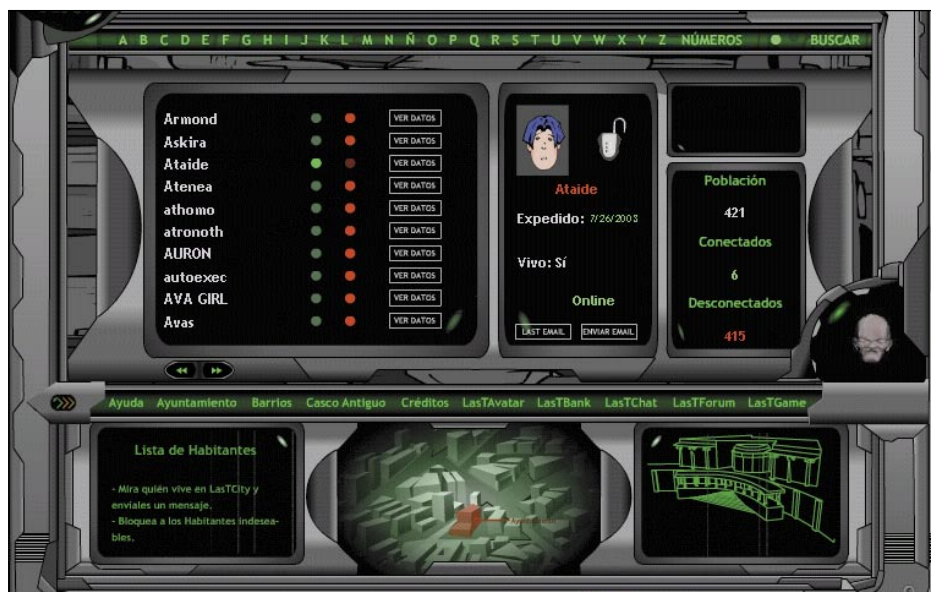 A B C D E F G H I J K L M N Ñ O P Q R S T U V W X Y Z NÚMEROS BUSCAR
Armond VER DATOS
Askira VER DATOS
Ataide VER DATOS
Atenea VER DATOS
athomo VER DATOS
atronoth VER DATOS
AURON VER DATOS
autoexec VER DATOS
AVA GIRL VER DATOS
Avas VER DATOS
Ataide
Expedido: 7/26/2003
Vivo: Sí
Online
LAST EMAIL ENVIAR EMAIL
Población
421
Conectados
6
Desconectados
415
Ayuda Ayuntamiento Barrios Casco Antiguo Créditos LasTAvatar LasTBank LasTChat LasTForum LasTGame
Lista de Habitantes
- Mira quién vive en LasTCity y
enviales un mensaje.
- Bloquea a los Habitantes indesea-
bles.